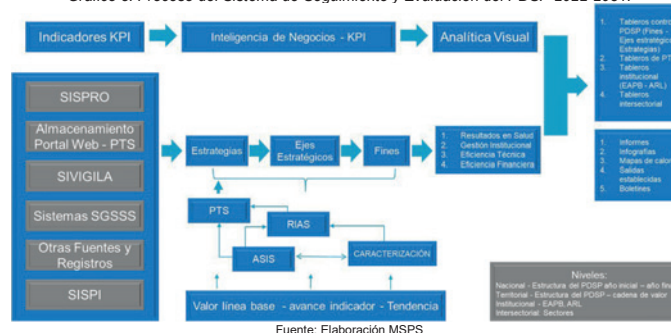 Indicadores KPI
Inteligencia de Negocios - KPI
Analítica Visual
1. Tableros contro
PDSP (Fines -
Ejes estratégico
Estrategias)
2. Tableros de PT
3. Tableros
institucional
(EAPB - ARL)
4. Tableros
intersectorial
SISPRO
Almacenamiento
Portal Web - PTS
SIVIGILA
Sistemas SGSSS
Otras Fuentes y
Registros
SISPI
Estrategias
Ejes
Estratégicos
Fines
1. Resultados en Salud
2. Gestión Institucional
3. Eficiencia Técnica
4. Eficiencia Financiera
1. Informes
2. Infografías
3. Mapas de calor
4. Salidas
establecidas
5. Boletines
PTS
RIAS
ASIS
CARACTERIZACIÓN
Valor línea base - avance indicador - Tendencia
Niveles:
Nacional - Estructura del PDSP año inicial – año fina
Territorial - Estructura del PDSP – cadena de valor
Institucional - EAPB, ARL
Intersectorial: Sectores
Fuente: Elaboración MSPS